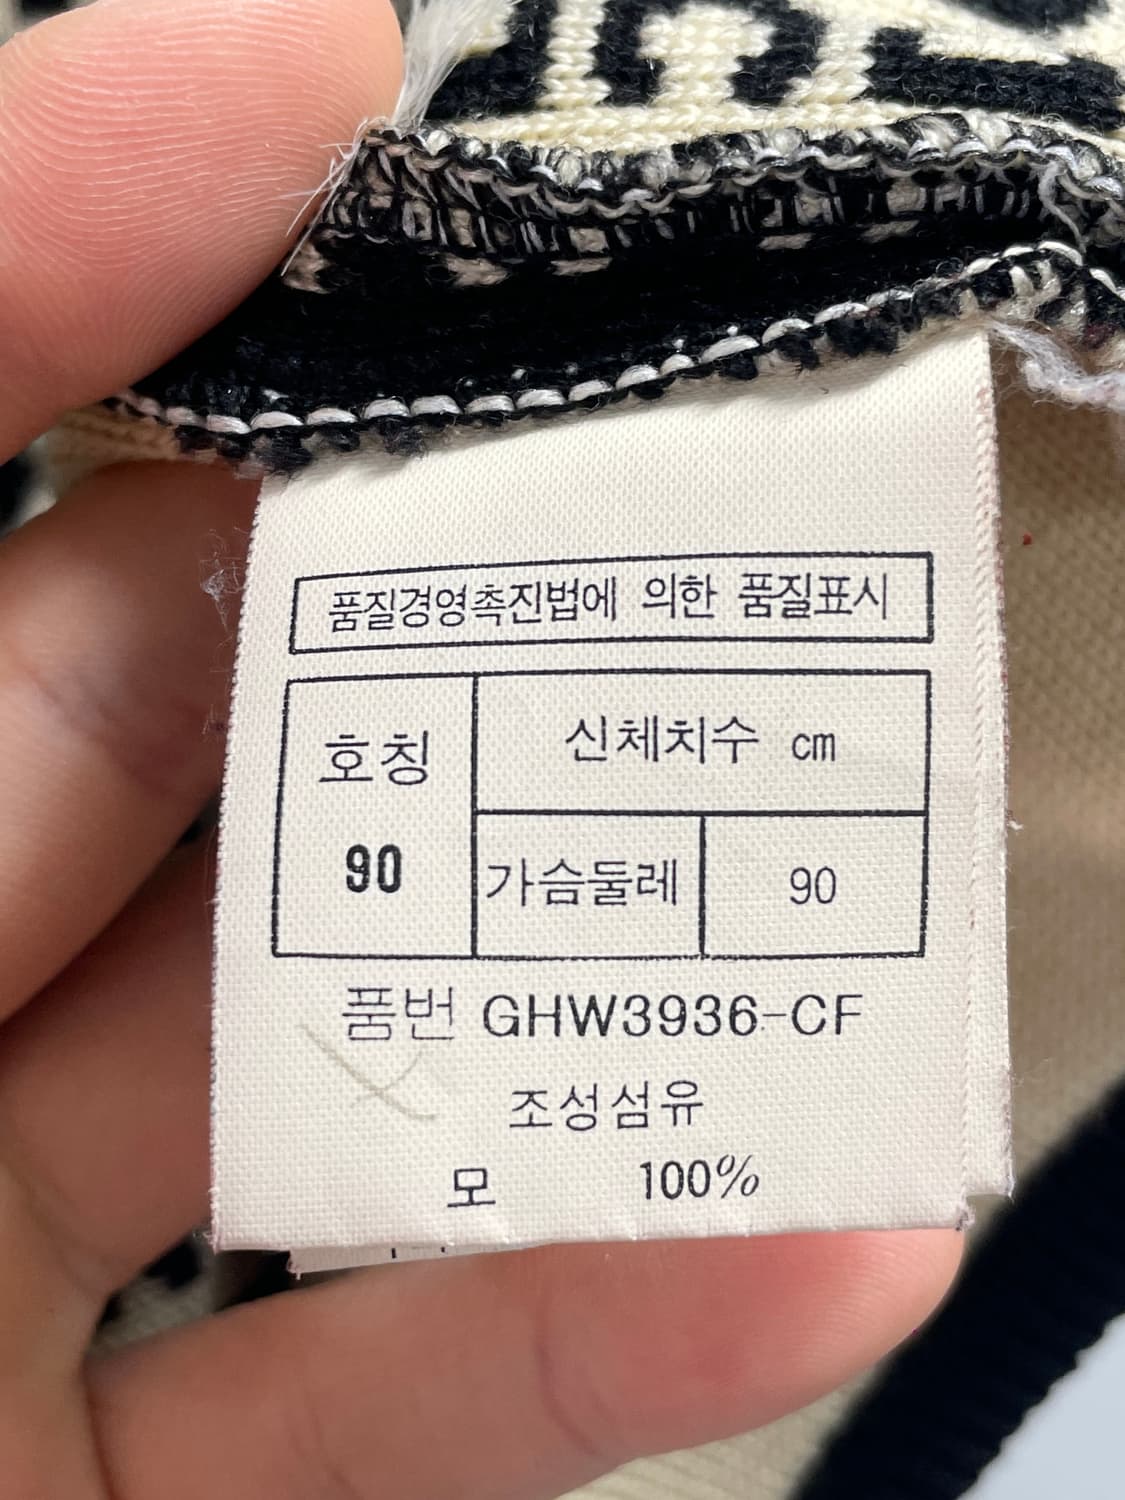 품질경영촉진법에 의한 품질표시
호칭
90
신체치수 cm
가슴둘레 90
품번 GHW3936-CF
조성섬유
모 100%